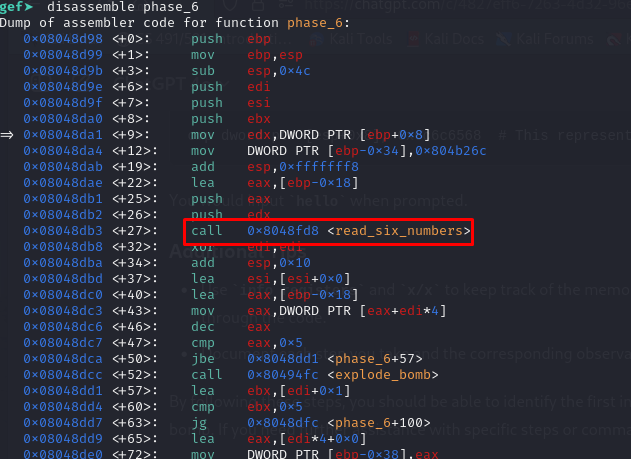 gef➤  disassemble phase_6
Dump of assembler code for function phase_6:
   0×08048d98 <+0>:     push   ebp
   0×08048d99 <+1>:     mov    ebp,esp
   0×08048d9b <+3>:     sub    esp,0×4c
   0×08048d9e <+6>:     push   edi
   0×08048d9f <+7>:     push   esi
   0×08048da0 <+8>:     push   ebx
=> 0×08048da1 <+9>:     mov    edx,DWORD PTR [ebp+0×8]
   0×08048da4 <+12>:    mov    DWORD PTR [ebp-0×34],0×804b26c
   0×08048dab <+19>:    add    esp,0×fffffff8
   0×08048dae <+22>:    lea    eax,[ebp-0×18]
   0×08048db1 <+25>:    push   eax
   0×08048db2 <+26>:    push   edx
   0×08048db3 <+27>:    call   0×8048fd8 <read_six_numbers>
   0×08048db8 <+32>:    xor    edi,edi
   0×08048dba <+34>:    add    esp,0×10
   0×08048dbd <+37>:    lea    esi,[esi+0×0]
   0×08048dc0 <+40>:    lea    eax,[ebp-0×18]
   0×08048dc3 <+43>:    mov    eax,DWORD PTR [eax+edi*4]
   0×08048dc6 <+46>:    dec    eax
   0×08048dc7 <+47>:    cmp    eax,0×5
   0×08048dca <+50>:    jbe    0×8048dd1 <phase_6+57>
   0×08048dcc <+52>:    call   0×80494fc <explode_bomb>
   0×08048dd1 <+57>:    lea    ebx,[edi+0×1]
   0×08048dd4 <+60>:    cmp    ebx,0×5
   0×08048dd7 <+63>:    jg     0×8048dfc <phase_6+100>
   0×08048dd9 <+65>:    lea    eax,[edi*4+0×0]
   0×08048de0 <+72>:    mov    DWORD PTR [ebp-0×38],eax